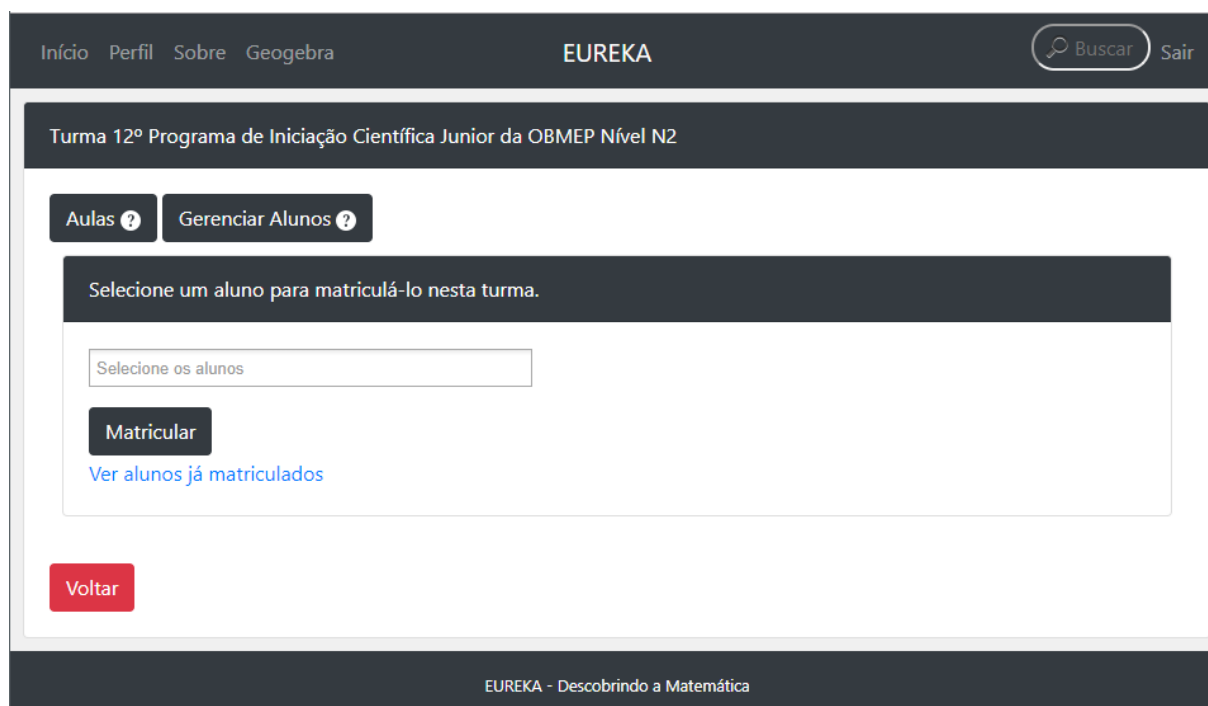 Início Perfil Sobre Geogebra EUREKA Buscar Sair
Turma 12º Programa de Iniciação Científica Junior da OBMEP Nível N2
Aulas ? Gerenciar Alunos ?
Selecione um aluno para matriculá-lo nesta turma.
Selecione os alunos
Matricular
Ver alunos já matriculados
Voltar
EUREKA - Descobrindo a Matemática